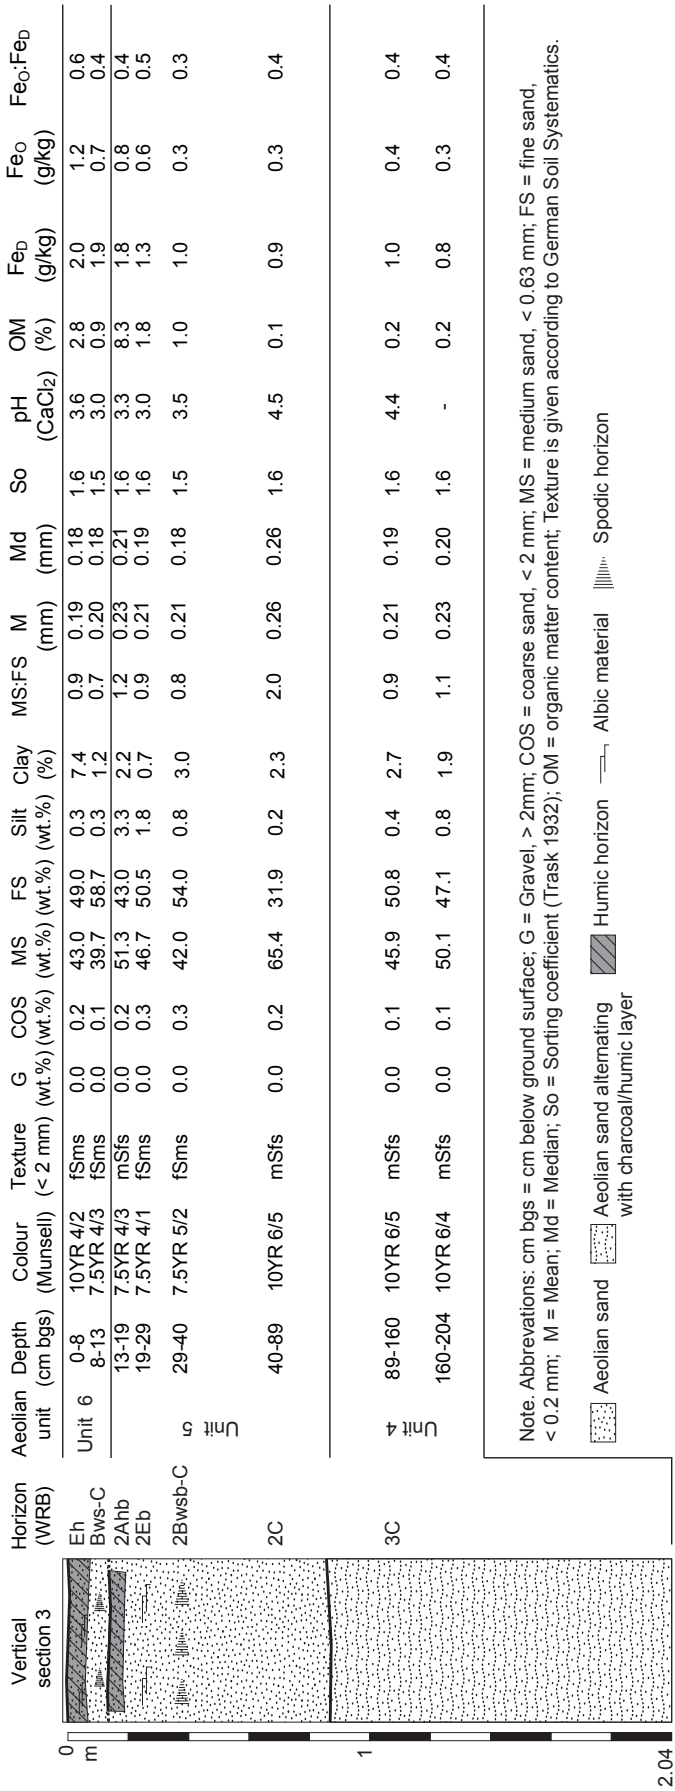 Vertical section 3 Horizon (WRB) Aeolian unit Depth (cm bgs) Colour (Munsell) Texture (< 2 mm) G (wt.%) COS (wt.%) MS (wt.%) FS (wt.%) Silt (wt.%) Clay (%) MS:FS M (mm) Md (mm) So pH (CaCl2) OM (%) FeD (g/kg) FeO (g/kg) FeO:FeD
0 m
Eh Unit 6 0-8 10YR 4/2 fSms 0.0 0.2 43.0 49.0 0.3 7.4 0.9 0.19 0.18 1.6 3.6 2.8 2.0 1.2 0.6
Bws-C 8-13 7.5YR 4/3 fSms 0.0 0.1 39.7 58.7 0.3 1.2 0.7 0.20 0.18 1.5 3.0 0.9 1.9 0.7 0.4
2Ahb Unit 5 13-19 7.5YR 4/3 mSfs 0.0 0.2 51.3 43.0 3.3 2.2 1.2 0.23 0.21 1.6 3.3 8.3 1.8 0.8 0.4
2Eb 19-29 7.5YR 4/1 fSms 0.0 0.3 46.7 50.5 1.8 0.7 0.9 0.21 0.19 1.6 3.0 1.8 1.3 0.6 0.5
2Bwsb-C 29-40 7.5YR 5/2 fSms 0.0 0.3 42.0 54.0 0.8 3.0 0.8 0.21 0.18 1.5 3.5 1.0 1.0 0.3 0.3
2C 40-89 10YR 6/5 mSfs 0.0 0.2 65.4 31.9 0.2 2.3 2.0 0.26 0.26 1.6 4.5 0.1 0.9 0.3 0.4
1
3C Unit 4 89-160 10YR 6/5 mSfs 0.0 0.1 45.9 50.8 0.4 2.7 0.9 0.21 0.19 1.6 4.4 0.2 1.0 0.4 0.4
160-204 10YR 6/4 mSfs 0.0 0.1 50.1 47.1 0.8 1.9 1.1 0.23 0.20 1.6 - 0.2 0.8 0.3 0.4
2.04
Note. Abbrevations: cm bgs = cm below ground surface; G = Gravel, > 2mm; COS = coarse sand, < 2 mm; MS = medium sand, < 0.63 mm; FS = fine sand,
< 0.2 mm; M = Mean; Md = Median; So = Sorting coefficient (Trask 1932); OM = organic matter content; Texture is given according to German Soil Systematics.
Aeolian sand Aeolian sand alternating with charcoal/humic layer Humic horizon Albic material Spodic horizon